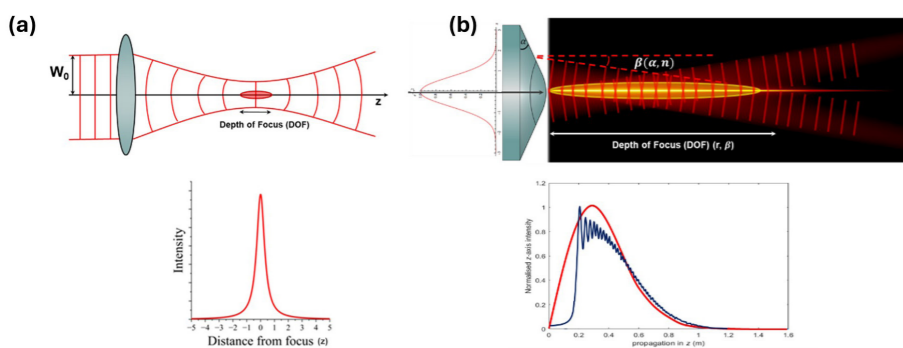 (a)
W0
z
Depth of Focus (DOF)
(b)
α
β(α,n)
Depth of Focus (DOF) (r, β)
Intensity
−5 −4 −3 −2 −1 0 1 2 3 4 5
Distance from focus (z)
Normalised z-axis intensity
1.2
1
0.8
0.6
0.4
0.2
0
0 0.2 0.4 0.6 0.8 1 1.2 1.4 1.6
propagation in z (m)